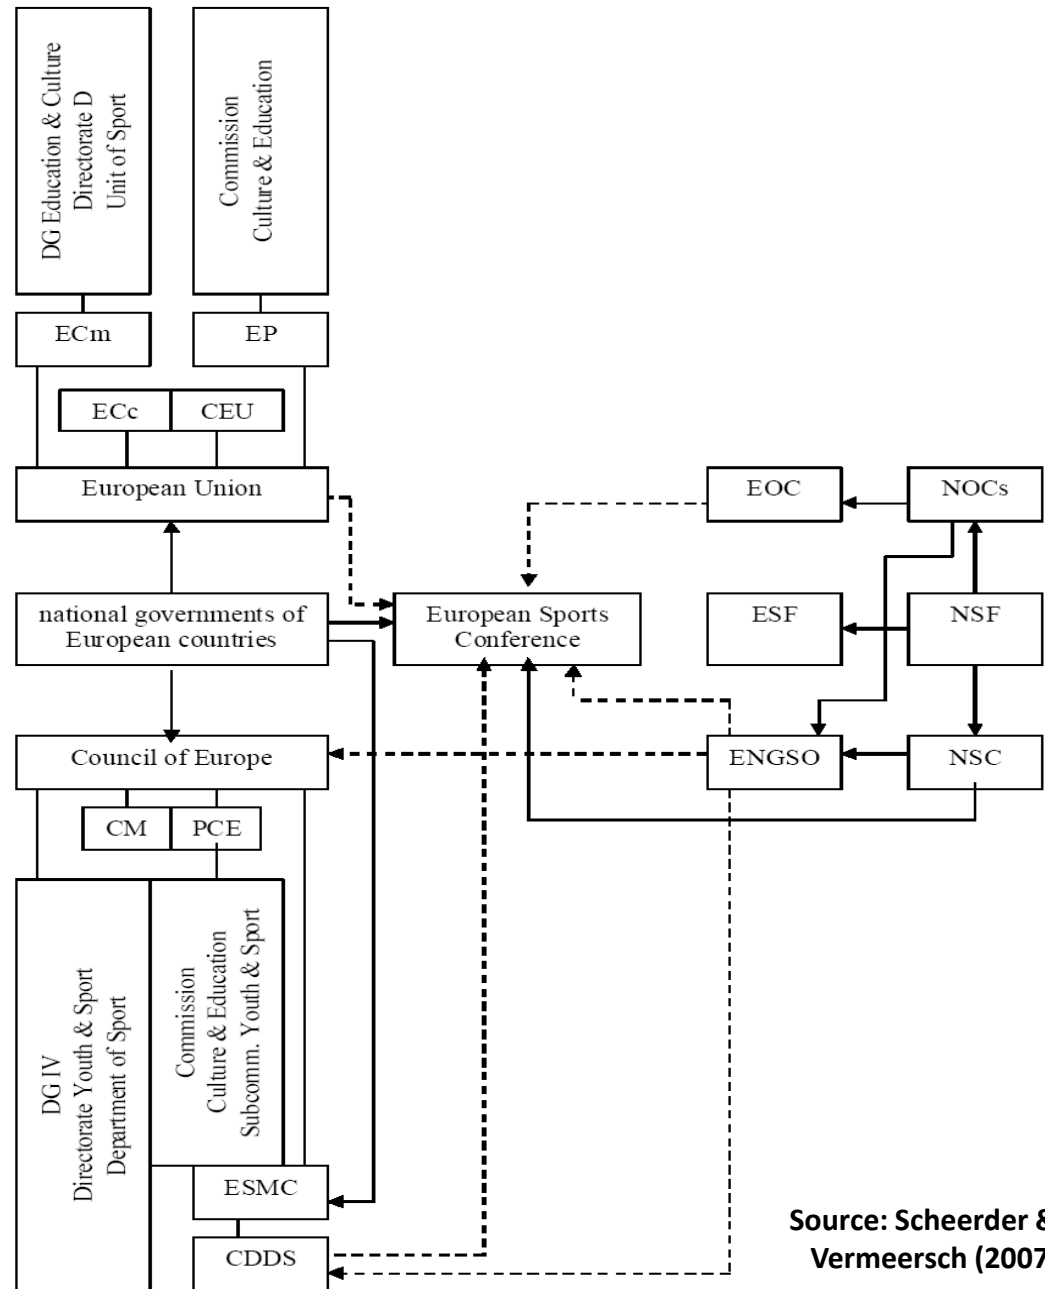 DG Education & Culture
Directorate D
Unit of Sport
Commission
Culture & Education
ECm
EP
ECc
CEU
European Union
EOC
NOCs
national governments of
European countries
European Sports
Conference
ESF
NSF
Council of Europe
ENGSO
NSC
CM
PCE
DG IV
Directorate Youth & Sport
Department of Sport
Commission
Culture & Education
Subcomm. Youth & Sport
ESMC
CDDS
Source: Scheerder &
Vermeersch (2007